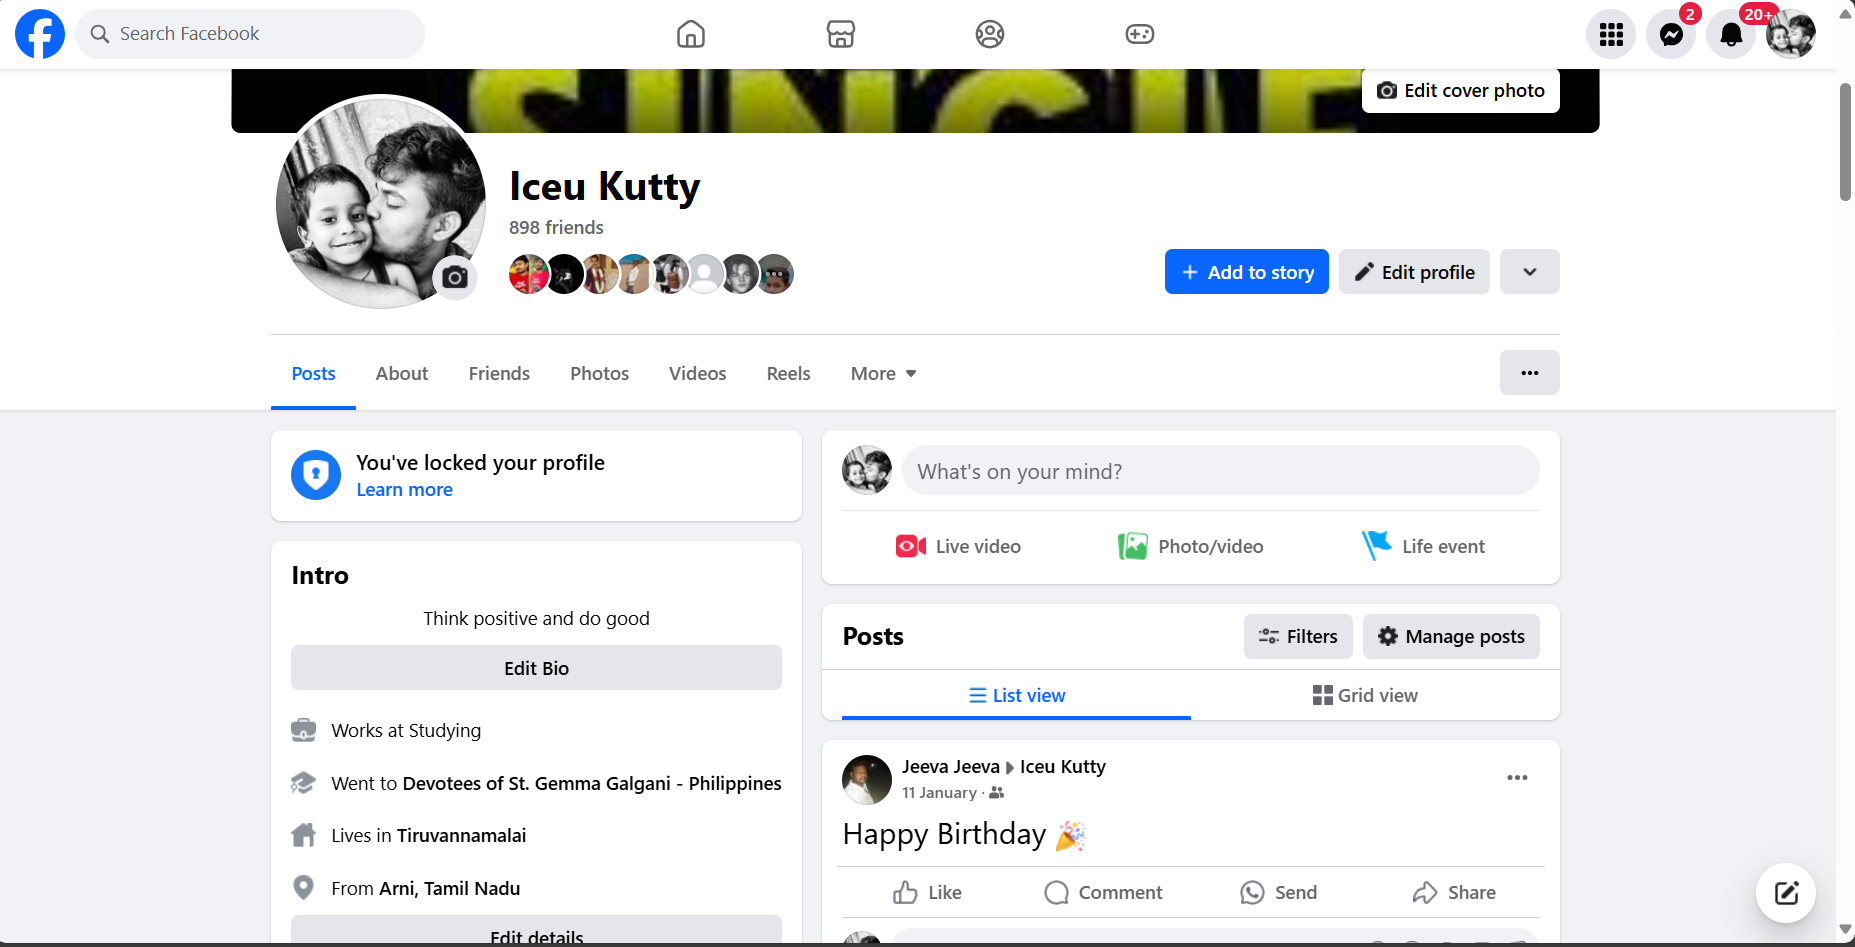 Search Facebook
2
20+
SINGLE
Edit cover photo
Iceu Kutty
898 friends
Add to story
Edit profile
Posts
About
Friends
Photos
Videos
Reels
More
You've locked your profile
Learn more
Intro
Think positive and do good
Edit Bio
Works at Studying
Went to Devotees of St. Gemma Galgani - Philippines
Lives in Tiruvannamalai
From Arni, Tamil Nadu
Edit details
What's on your mind?
Live video
Photo/video
Life event
Posts
Filters
Manage posts
List view
Grid view
Jeeva Jeeva Iceu Kutty
11 January ·
Happy Birthday 🎉
Like
Comment
Send
Share